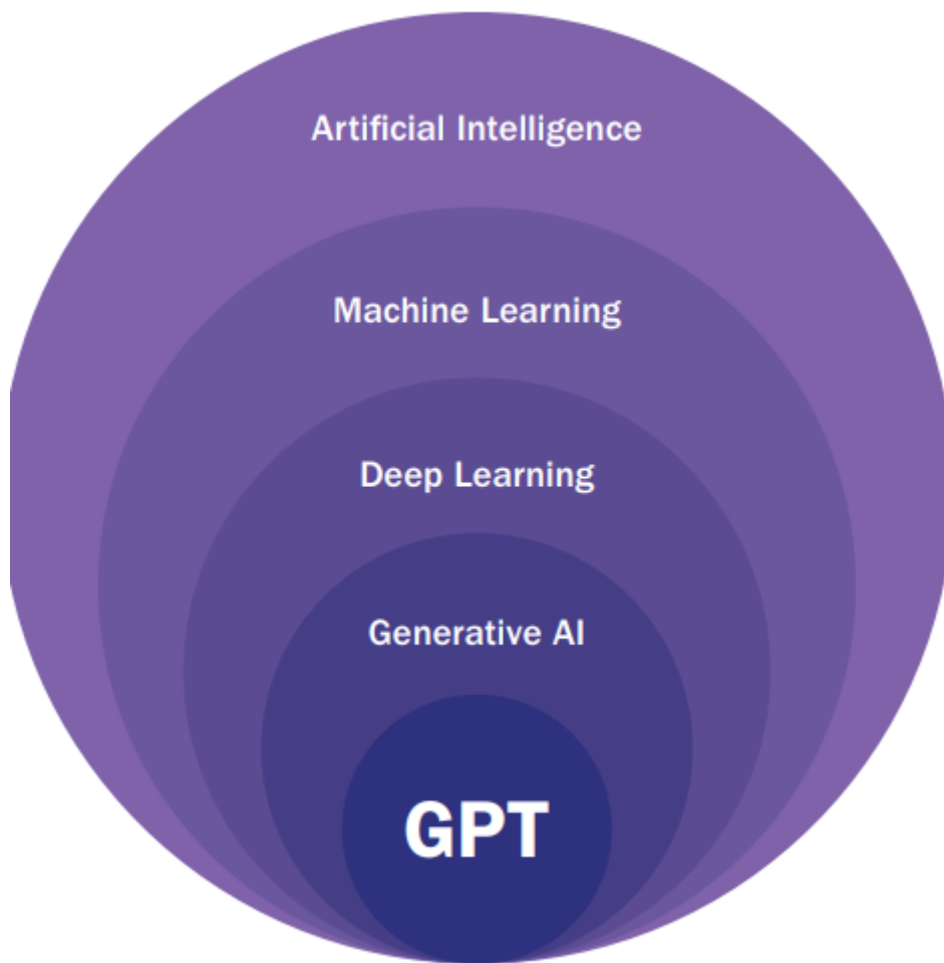 Artificial Intelligence
Machine Learning
Deep Learning
Generative AI
GPT